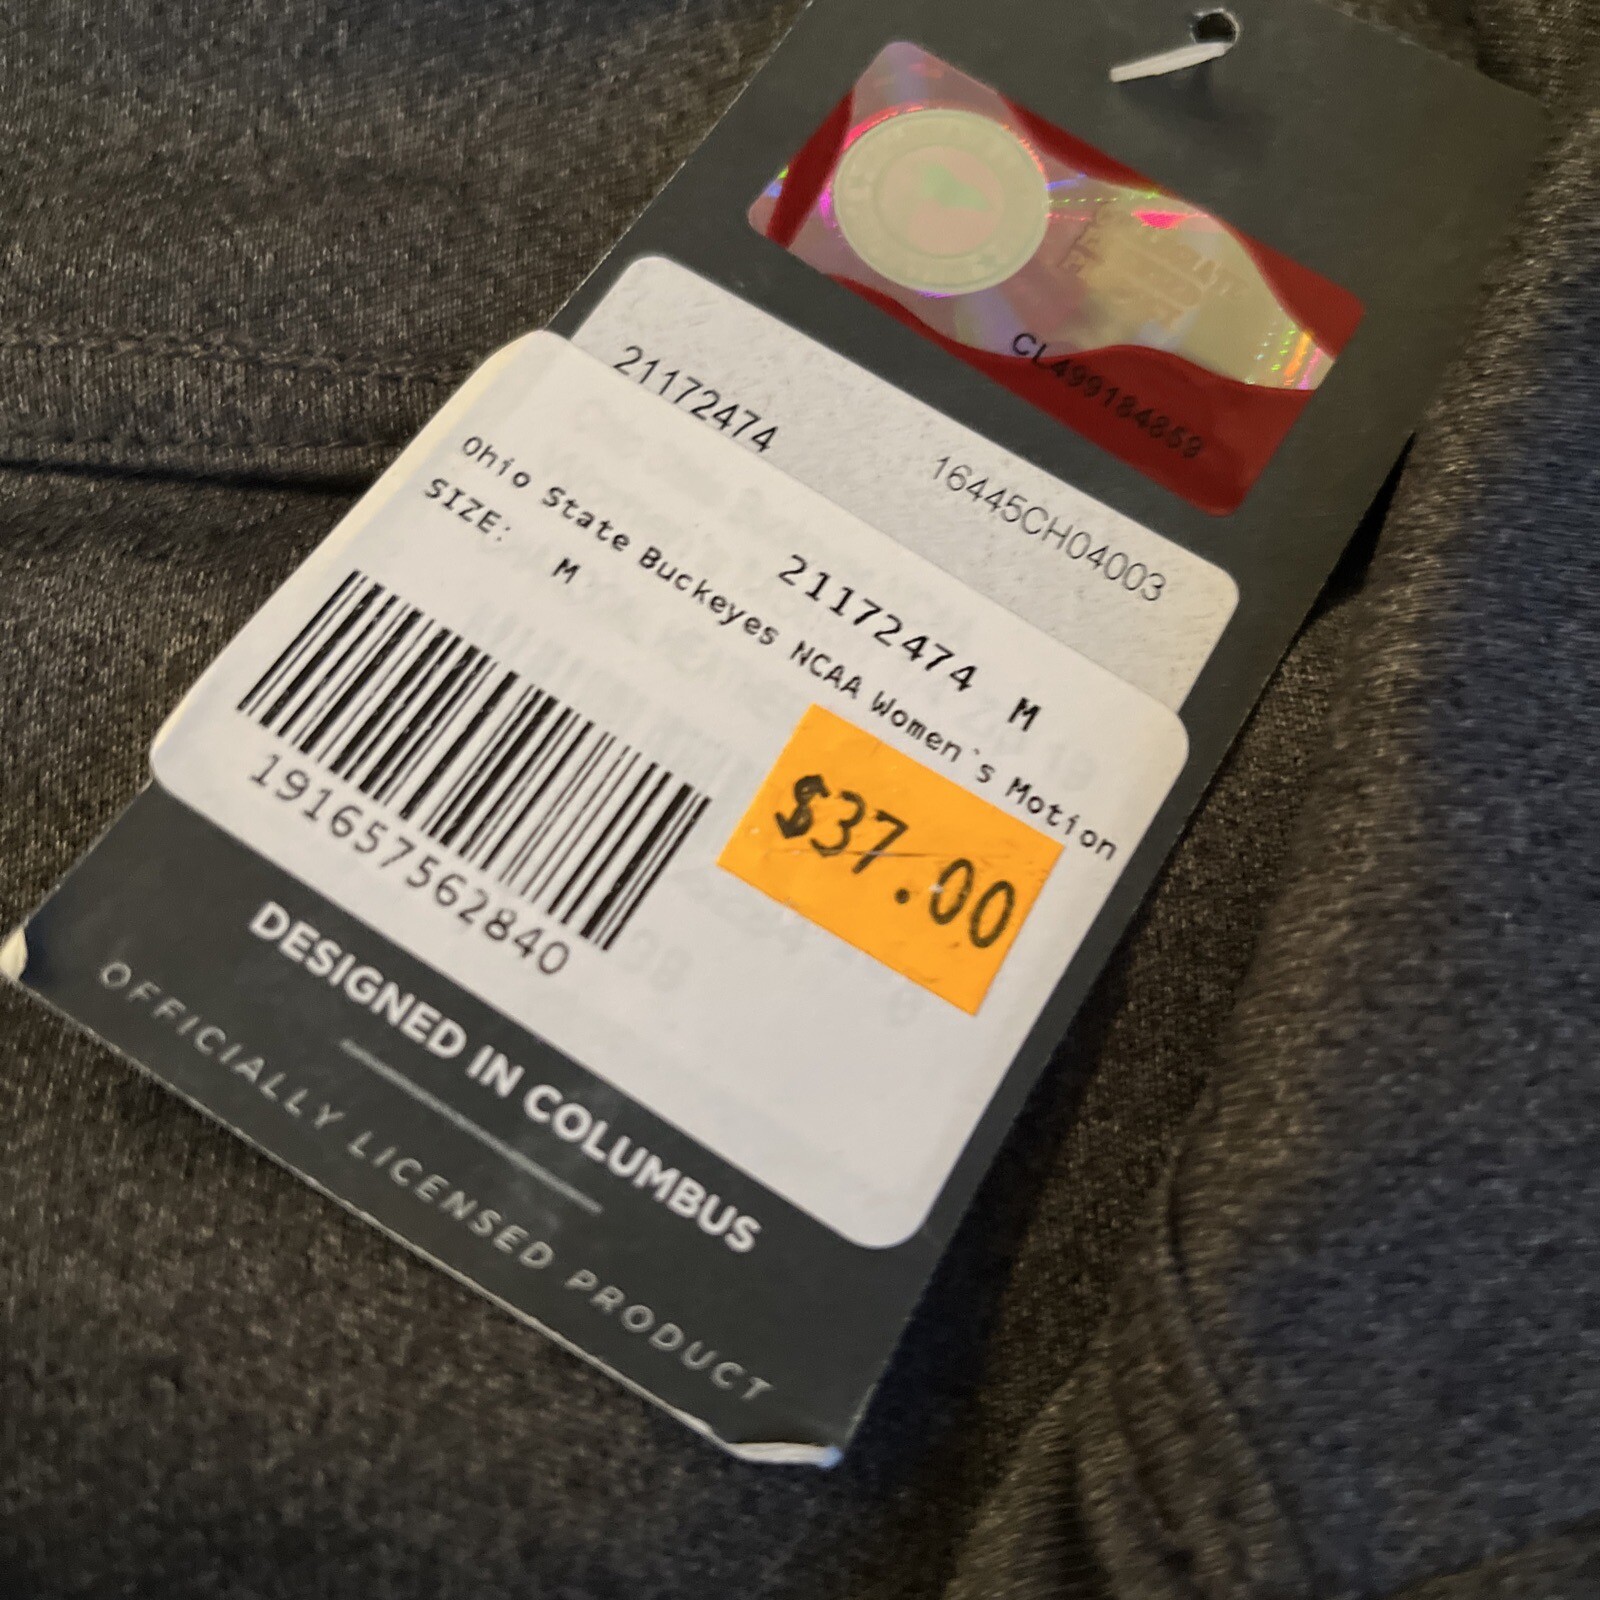 CL499184859
21172474
16445CH04003
21172474 M
Ohio State Buckeyes NCAA Women`s Motion
SIZE: M
$37.00
191657562840
DESIGNED IN COLUMBUS
OFFICIALLY LICENSED PRODUCT